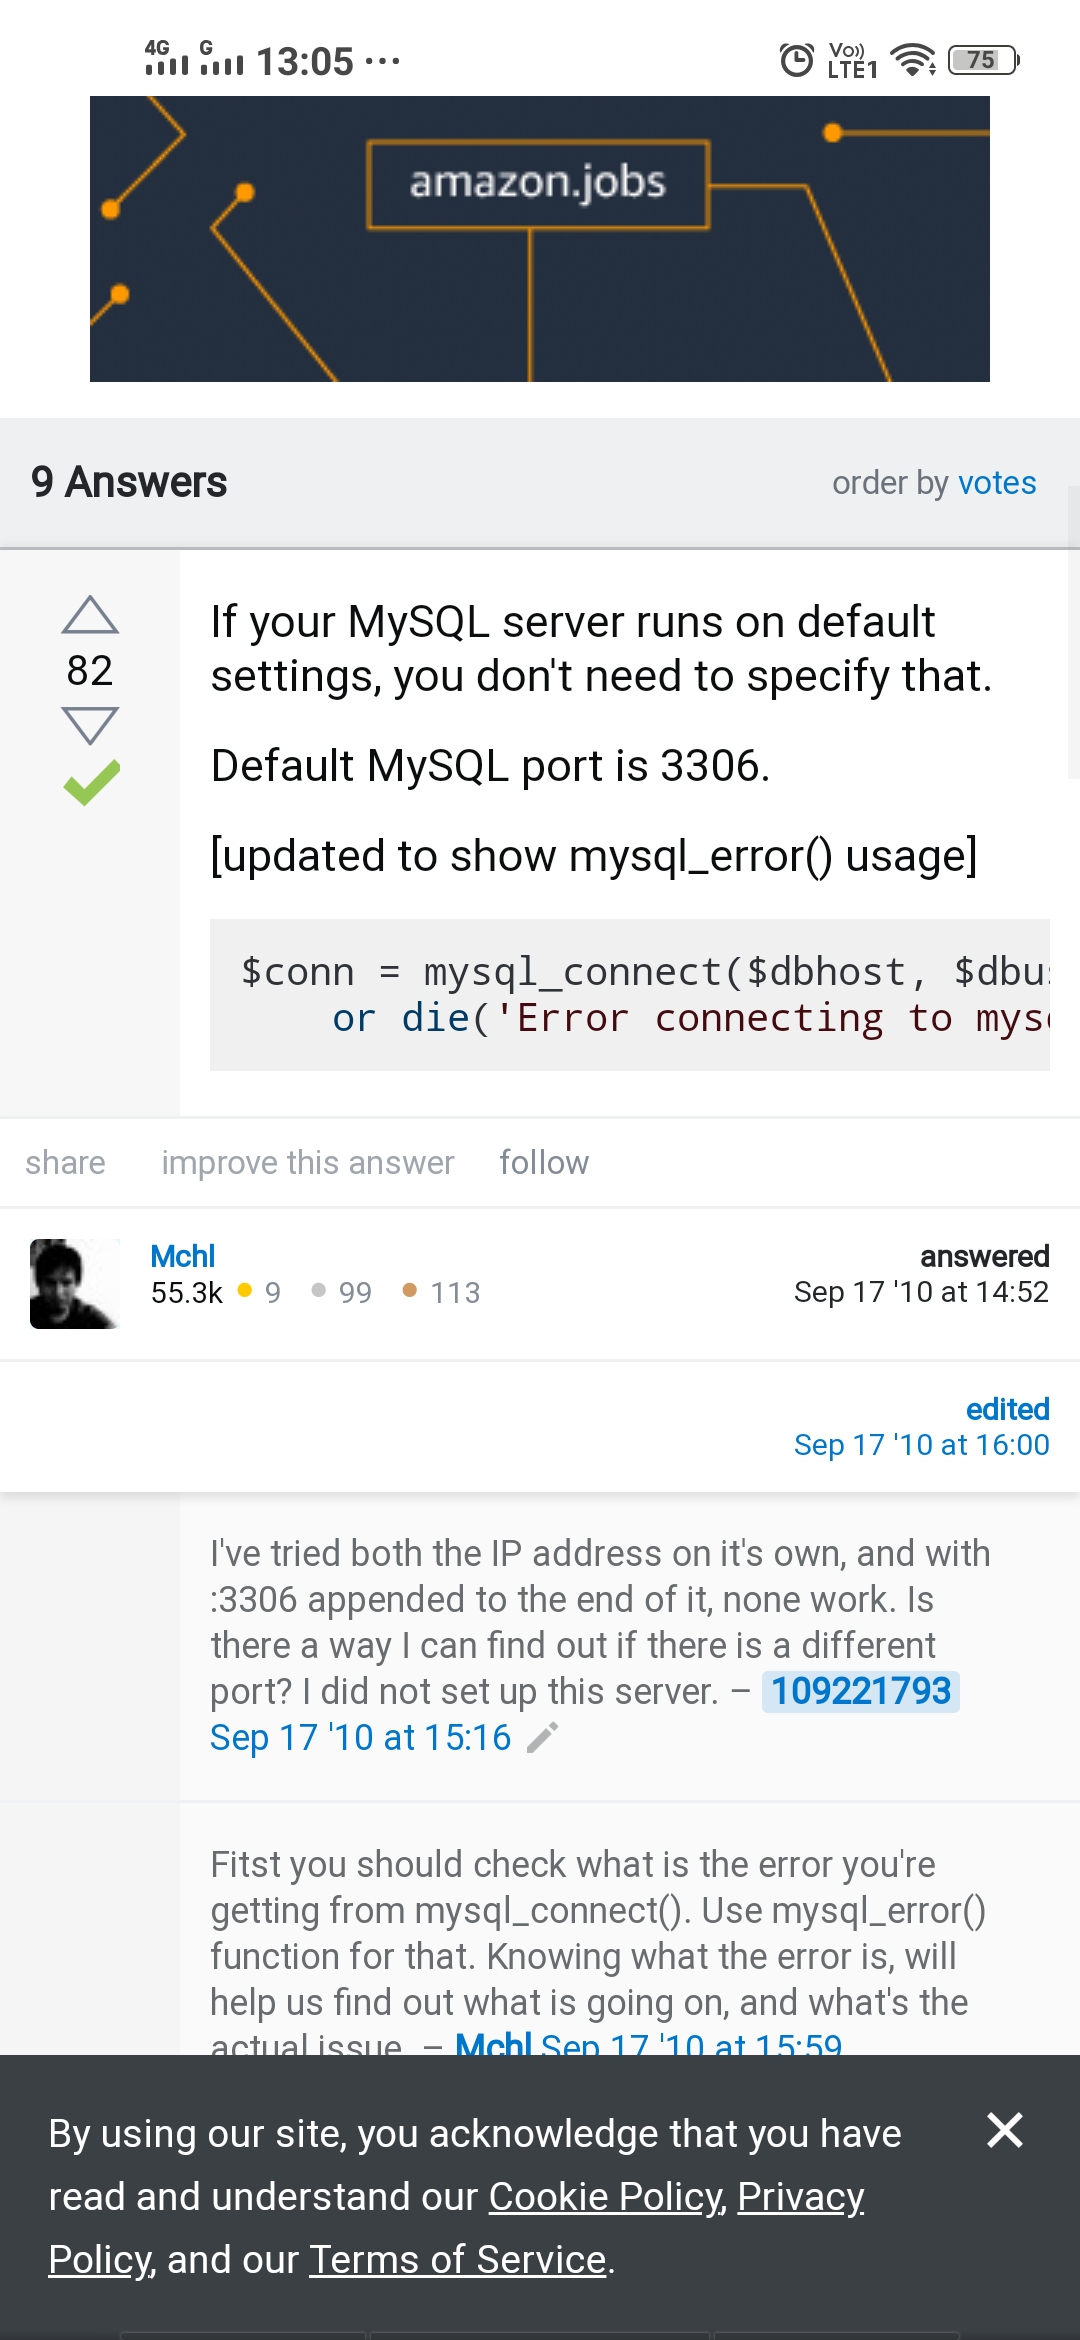 4G G 13:05 ... Vo)) LTE1 75
amazon.jobs
9 Answers order by votes
If your MySQL server runs on default
82
settings, you don't need to specify that.
Default MySQL port is 3306.
[updated to show mysql_error() usage]
$conn = mysql_connect($dbhost, $dbu
or die('Error connecting to mys
share improve this answer follow
Mchl answered
55.3k 9 99 113 Sep 17 '10 at 14:52
edited
Sep 17 '10 at 16:00
I've tried both the IP address on it's own, and with
:3306 appended to the end of it, none work. Is
there a way I can find out if there is a different
port? I did not set up this server. – 109221793
Sep 17 '10 at 15:16
Fitst you should check what is the error you're
getting from mysql_connect(). Use mysql_error()
function for that. Knowing what the error is, will
help us find out what is going on, and what's the
actual issue. – Mchl Sep 17 '10 at 15:59
By using our site, you acknowledge that you have
read and understand our Cookie Policy, Privacy
Policy, and our Terms of Service.